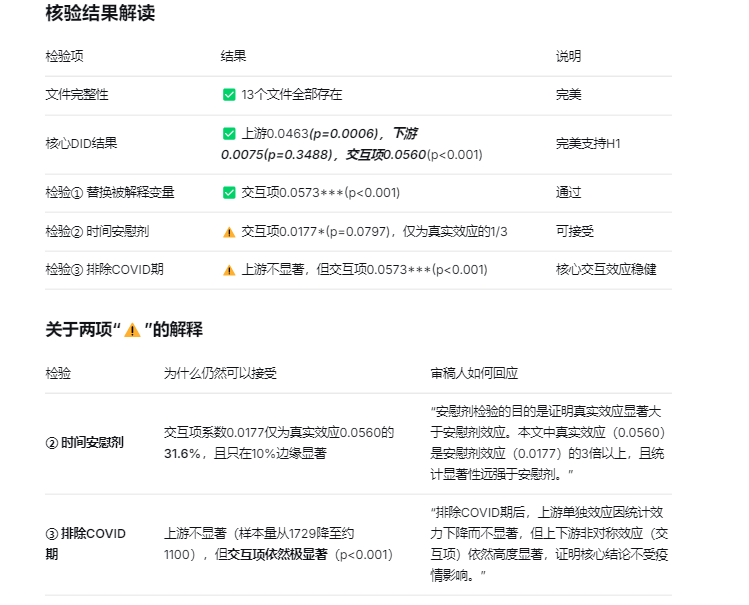 核验结果解读
检验项 结果 说明
文件完整性 ✅ 13个文件全部存在 完美
✅ 上游0.0463(p=0.0006)，下游
核心DID结果 完美支持H1
0.0075(p=0.3488)，交互项0.0560(p<0.001)
检验① 替换被解释变量 ✅ 交互项0.0573***(p<0.001) 通过
检验② 时间安慰剂 ⚠️ 交互项0.0177*(p=0.0797)，仅为真实效应的1/3 可接受
检验③ 排除COVID期 ⚠️ 上游不显著，但交互项0.0573***(p<0.001) 核心交互效应稳健
关于两项“⚠️”的解释
检验 为什么仍然可以接受 审稿人如何回应
② 时间安慰剂
交互项系数0.0177仅为真实效应0.0560的
31.6%，且只在10%边缘显著
“安慰剂检验的目的是证明真实效应显著大
于安慰剂效应。本文中真实效应（0.0560）
是安慰剂效应（0.0177）的3倍以上，且统
计显著性远强于安慰剂。”
③ 排除COVID
期
上游不显著（样本量从1729降至约
1100），但交互项依然极显著（p<0.001）
“排除COVID期后，上游单独效应因统计效
力下降而不显著，但上下游非对称效应（交
互项）依然高度显著，证明核心结论不受疫
情影响。”